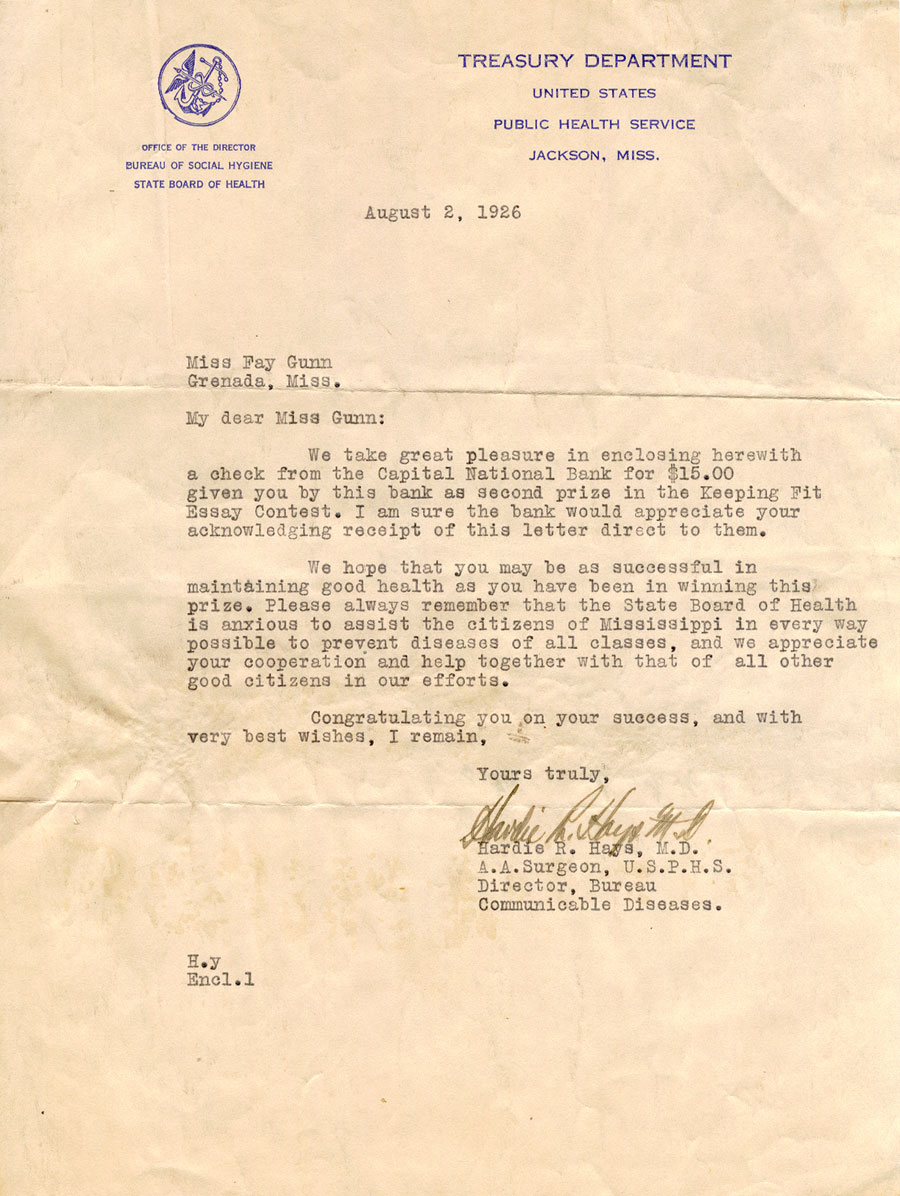 TREASURY DEPARTMENT
UNITED STATES
PUBLIC HEALTH SERVICE
JACKSON, MISS.
OFFICE OF THE DIRECTOR
BUREAU OF SOCIAL HYGIENE
STATE BOARD OF HEALTH
August 2, 1926
Miss Fay Gunn
Grenada, Miss.
My dear Miss Gunn:
We take great pleasure in enclosing herewith
a check from the Capital National Bank for $15.00
given you by this bank as second prize in the Keeping Fit
Essay Contest. I am sure the bank would appreciate your
acknowledging receipt of this letter direct to them.
We hope that you may be as successful in
maintaining good health as you have been in winning this
prize. Please always remember that the State Board of Health
is anxious to assist the citizens of Mississippi in every way
possible to prevent diseases of all classes, and we appreciate
your cooperation and help together with that of all other
good citizens in our efforts.
Congratulating you on your success, and with
very best wishes, I remain,
Yours truly,
Hardie R. Hays M.D.
Hardie R. Hays, M.D.
A.A.Surgeon, U.S.P.H.S.
Director, Bureau
Communicable Diseases.
H.y
Encl.1